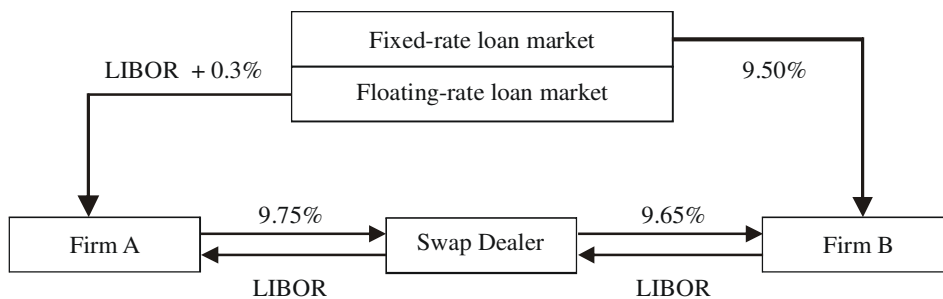 Fixed-rate loan market
LIBOR + 0.3%
9.50%
Floating-rate loan market
9.75%
9.65%
Firm A
Swap Dealer
Firm B
LIBOR
LIBOR